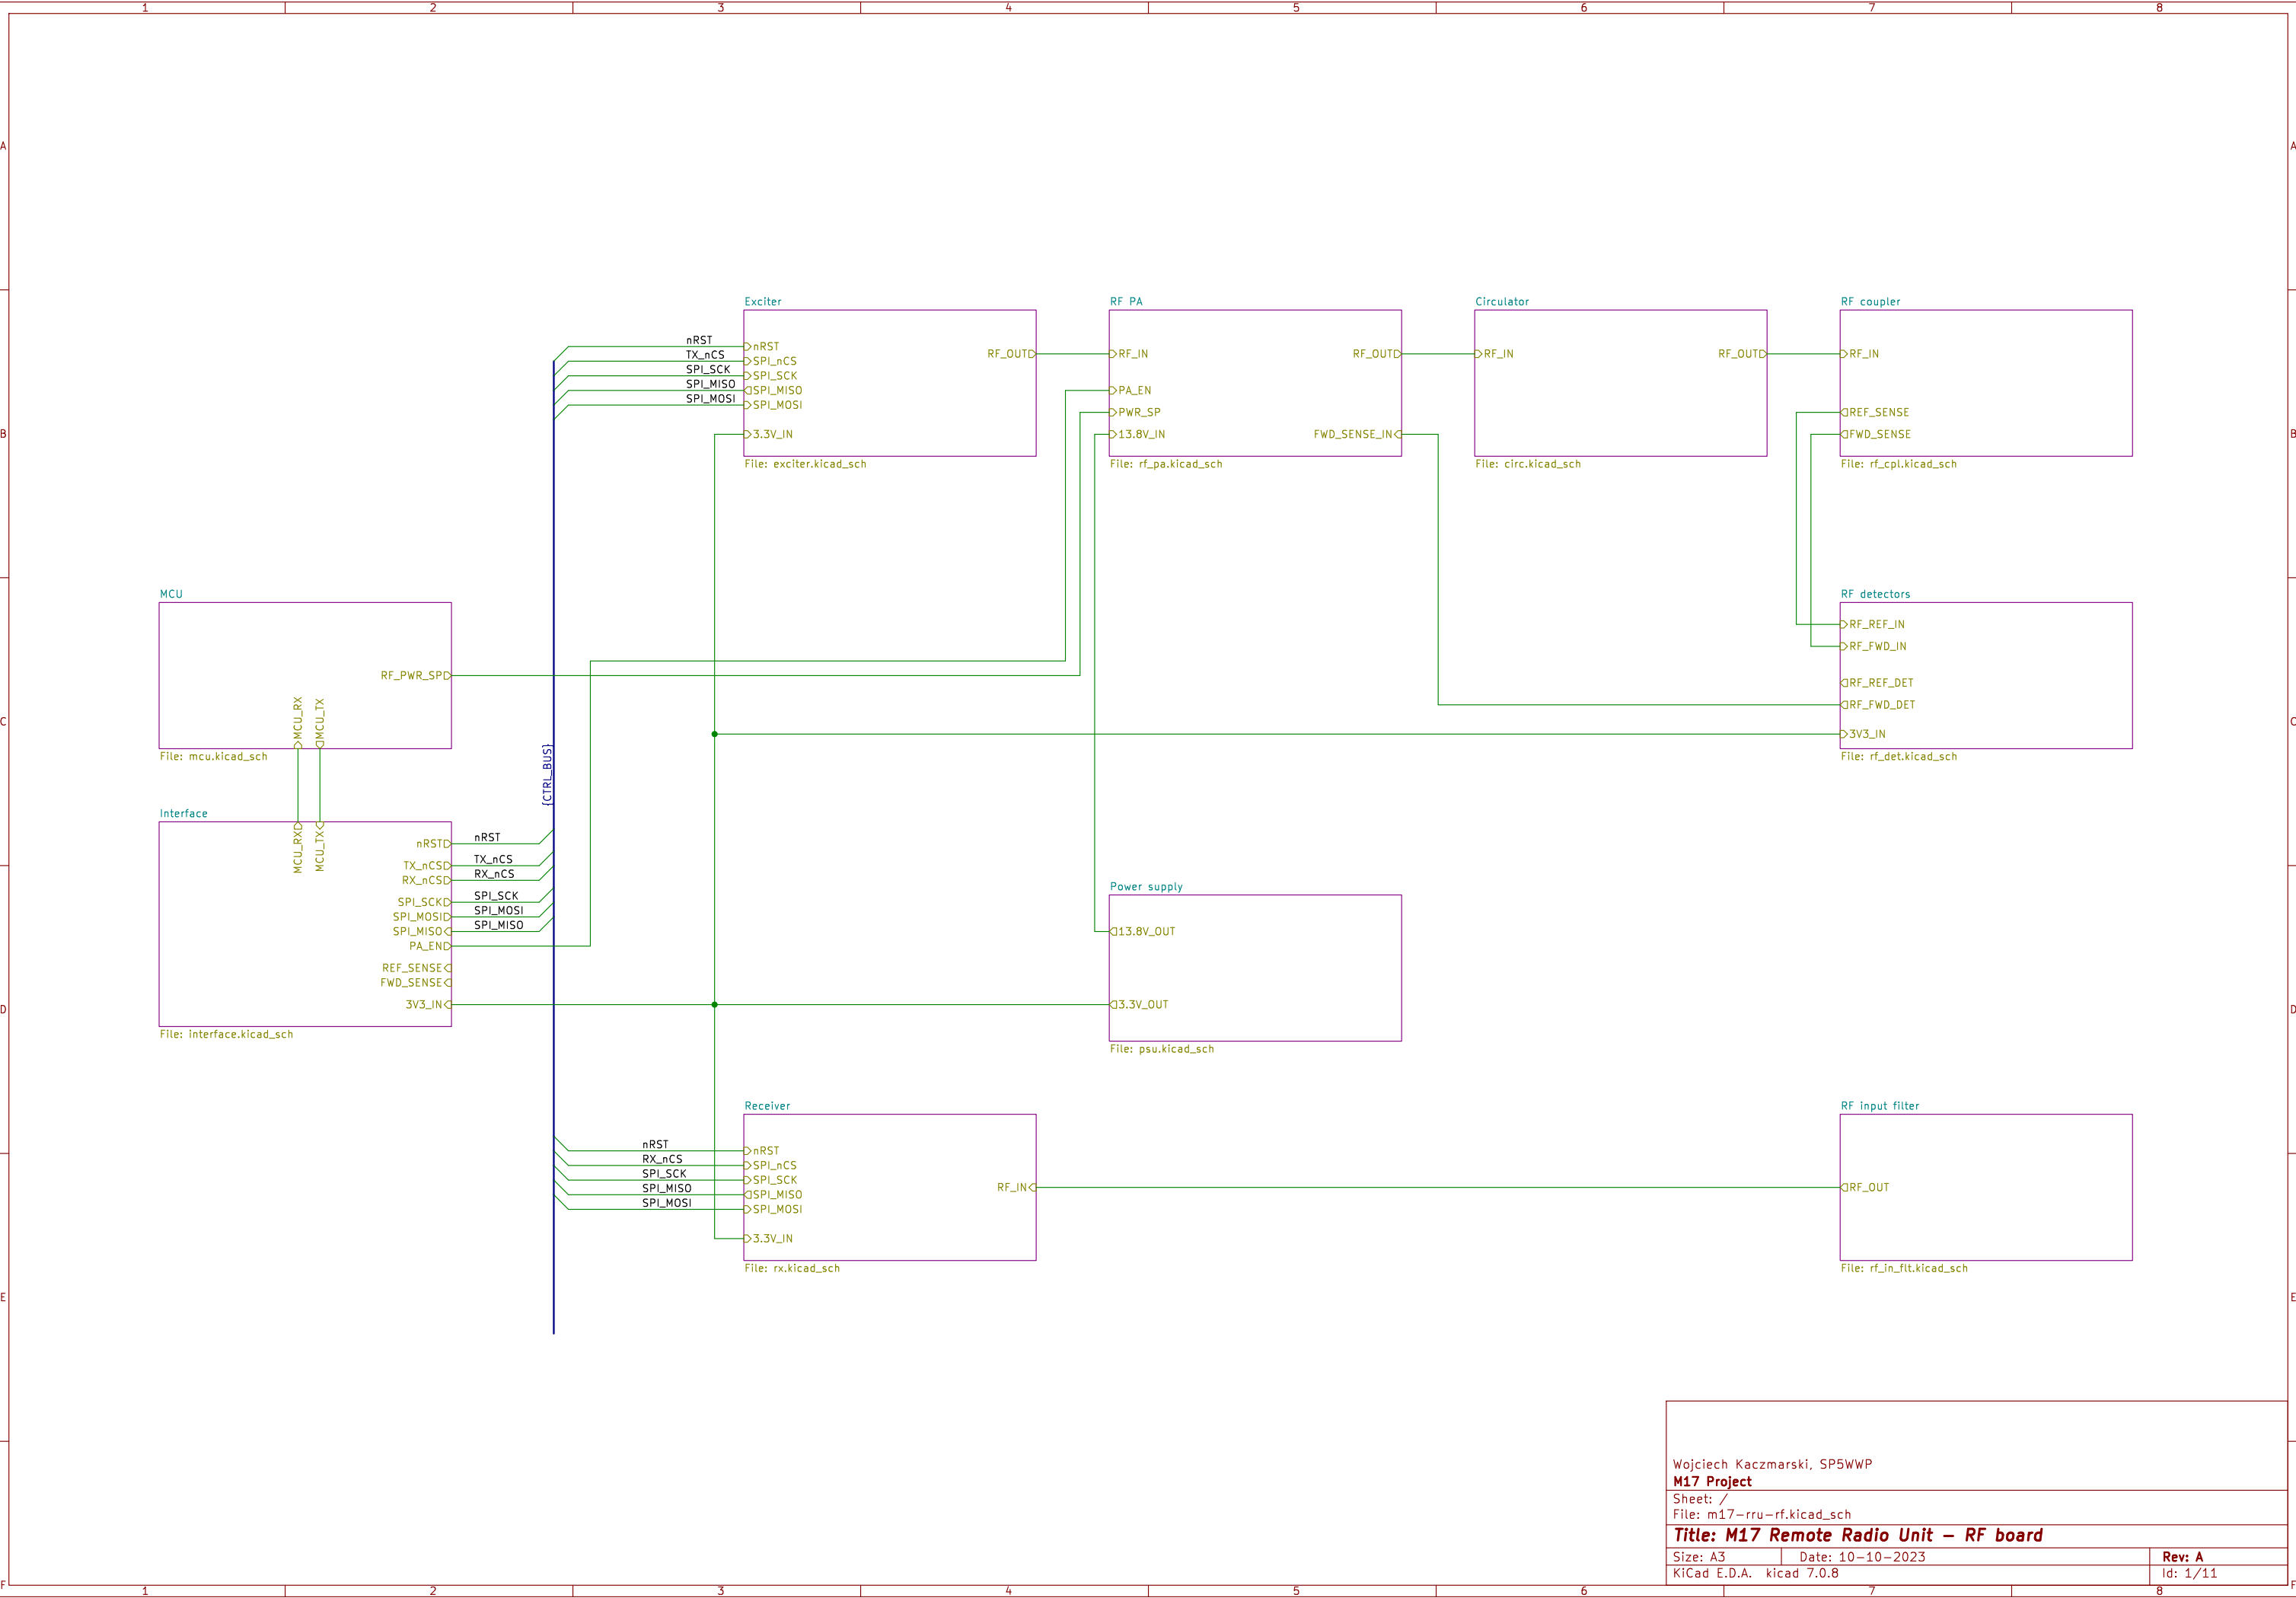 1 2 3 4 5 6 7 8
A A
B B
C C
D D
E E
F F
Exciter
nRST
TX_nCS
SPI_SCK
SPI_MISO
SPI_MOSI
nRST
SPI_nCS
SPI_SCK
SPI_MISO
SPI_MOSI
3.3V_IN
RF_OUT
File: exciter.kicad_sch
RF PA
RF_IN
PA_EN
PWR_SP
13.8V_IN
RF_OUT
FWD_SENSE_IN
File: rf_pa.kicad_sch
Circulator
RF_IN
RF_OUT
File: circ.kicad_sch
RF coupler
RF_IN
REF_SENSE
FWD_SENSE
File: rf_cpl.kicad_sch
MCU
RF_PWR_SP
MCU_RX
MCU_TX
File: mcu.kicad_sch
RF detectors
RF_REF_IN
RF_FWD_IN
RF_REF_DET
RF_FWD_DET
3V3_IN
File: rf_det.kicad_sch
{CTRL_BUS}
Interface
MCU_RX
MCU_TX
nRST
TX_nCS
RX_nCS
SPI_SCK
SPI_MOSI
SPI_MISO
PA_EN
REF_SENSE
FWD_SENSE
3V3_IN
nRST
TX_nCS
RX_nCS
SPI_SCK
SPI_MOSI
SPI_MISO
File: interface.kicad_sch
Power supply
13.8V_OUT
3.3V_OUT
File: psu.kicad_sch
Receiver
nRST
RX_nCS
SPI_SCK
SPI_MISO
SPI_MOSI
nRST
SPI_nCS
SPI_SCK
SPI_MISO
SPI_MOSI
3.3V_IN
RF_IN
File: rx.kicad_sch
RF input filter
RF_OUT
File: rf_in_flt.kicad_sch
Wojciech Kaczmarski, SP5WWP
M17 Project
Sheet: /
File: m17-rru-rf.kicad_sch
Title: M17 Remote Radio Unit – RF board
Size: A3 Date: 10-10-2023 Rev: A
KiCad E.D.A. kicad 7.0.8 Id: 1/11
1 2 3 4 5 6 7 8